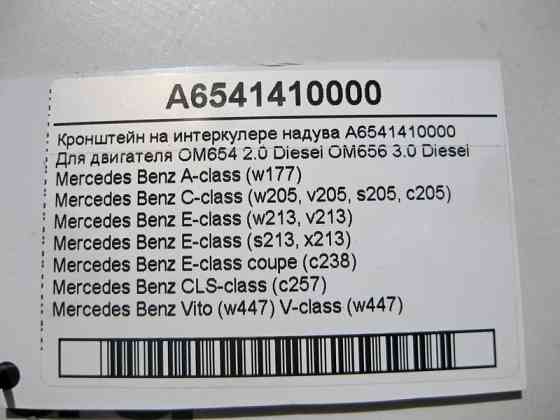 A6541410000
Кронштейн на интеркулере надува A6541410000
Для двигателя OM654 2.0 Diesel OM656 3.0 Diesel
Mercedes Benz A-class (w177)
Mercedes Benz C-class (w205, v205, s205, c205)
Mercedes Benz E-class (w213, v213)
Mercedes Benz E-class (s213, x213)
Mercedes Benz E-class coupe (c238)
Mercedes Benz CLS-class (c257)
Mercedes Benz Vito (w447) V-class (w447)